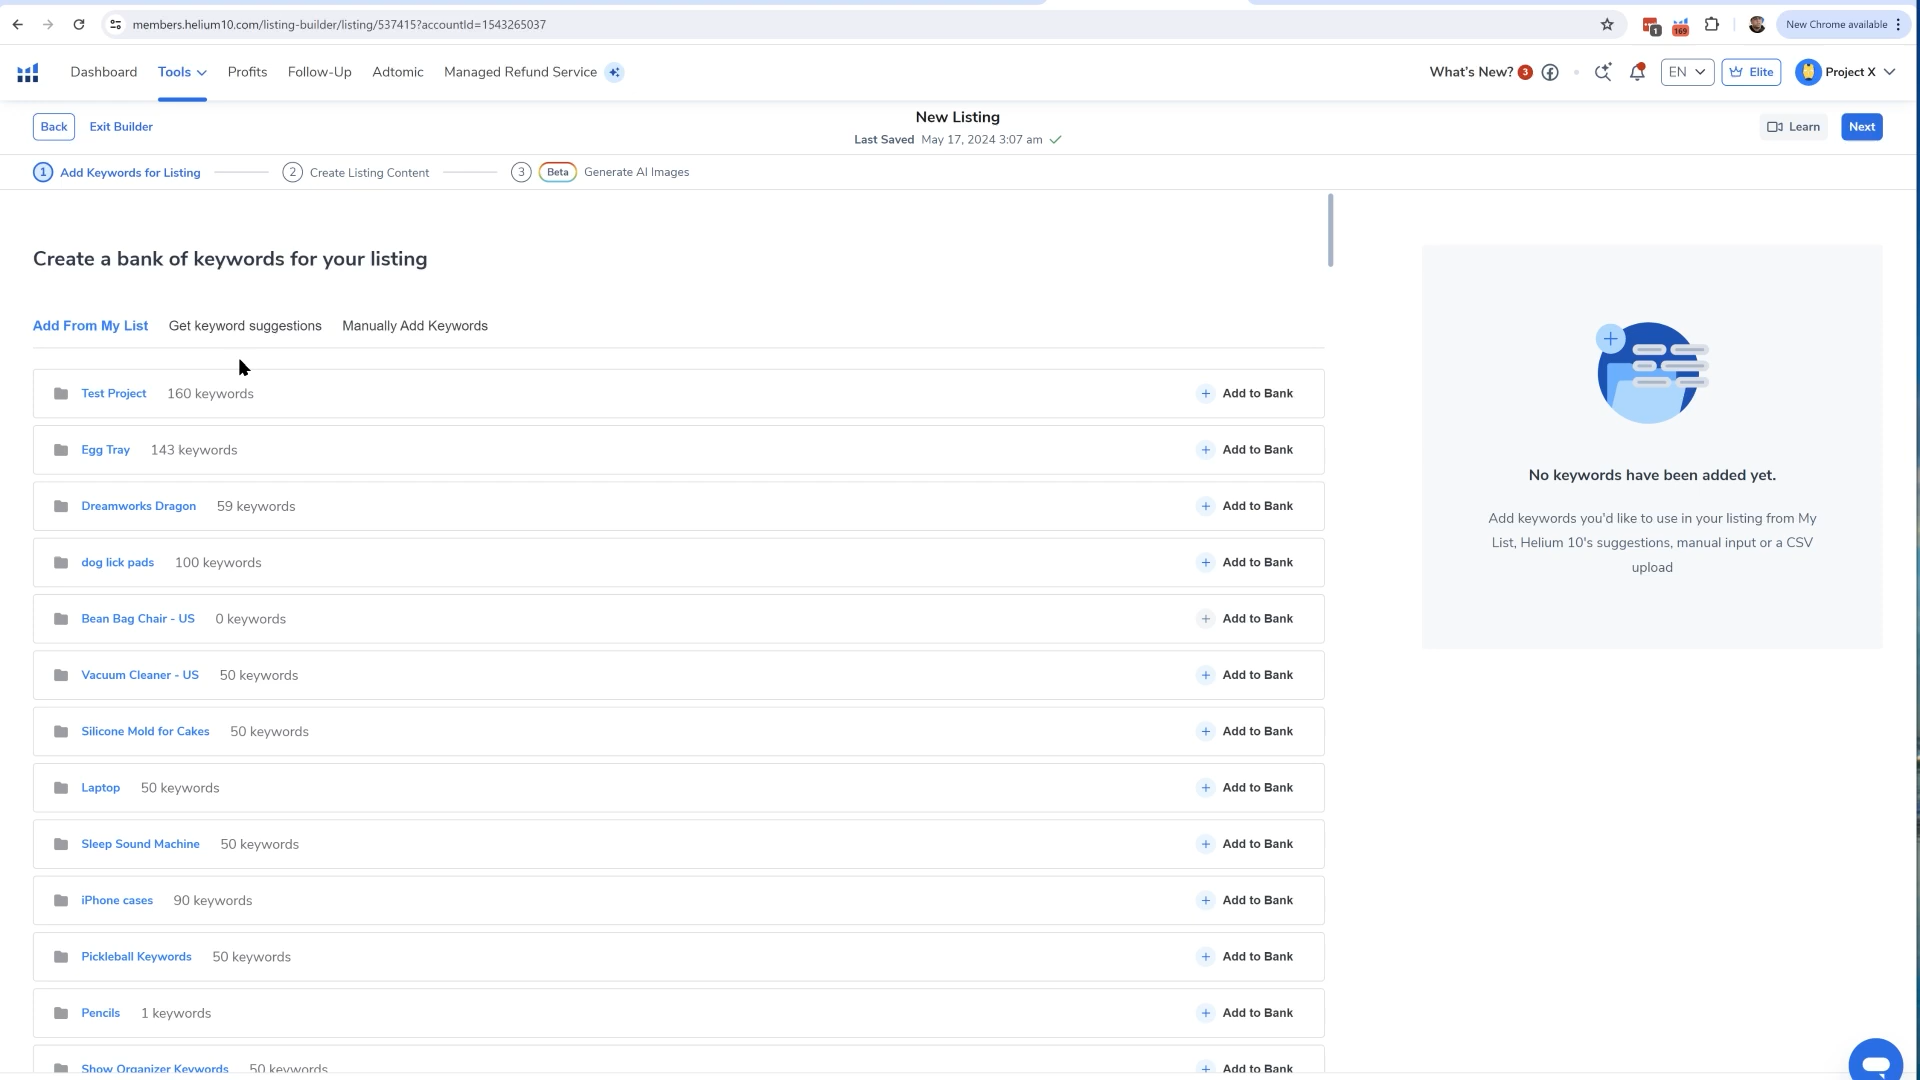 members.helium10.com/listing-builder/listing/537415?accountId=1543265037
1
169
New Chrome available
Dashboard
Tools
Profits
Follow-Up
Adtomic
Managed Refund Service
What's New? 3
EN
Elite
Project X
Back
Exit Builder
New Listing
Last Saved May 17, 2024 3:07 am
Learn
Next
1 Add Keywords for Listing
2 Create Listing Content
3 Beta Generate AI Images
Create a bank of keywords for your listing
Add From My List
Get keyword suggestions
Manually Add Keywords
Test Project 160 keywords + Add to Bank
Egg Tray 143 keywords + Add to Bank
Dreamworks Dragon 59 keywords + Add to Bank
dog lick pads 100 keywords + Add to Bank
Bean Bag Chair - US 0 keywords + Add to Bank
Vacuum Cleaner - US 50 keywords + Add to Bank
Silicone Mold for Cakes 50 keywords + Add to Bank
Laptop 50 keywords + Add to Bank
Sleep Sound Machine 50 keywords + Add to Bank
iPhone cases 90 keywords + Add to Bank
Pickleball Keywords 50 keywords + Add to Bank
Pencils 1 keywords + Add to Bank
Show Organizer Keywords 50 keywords + Add to Bank
No keywords have been added yet.
Add keywords you'd like to use in your listing from My
List, Helium 10's suggestions, manual input or a CSV
upload